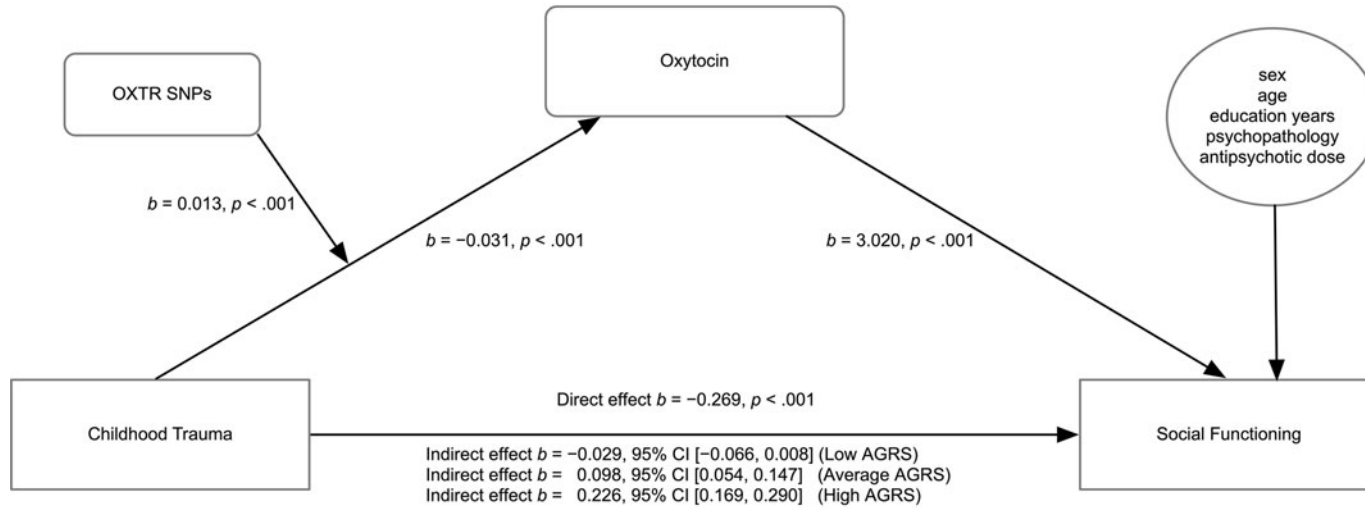 OXTR SNPs
Oxytocin
sex
age
education years
psychopathology
antipsychotic dose
b = 0.013, p < .001
b = −0.031, p < .001
b = 3.020, p < .001
Childhood Trauma
Direct effect b = −0.269, p < .001
Social Functioning
Indirect effect b = −0.029, 95% CI [−0.066, 0.008] (Low AGRS)
Indirect effect b = 0.098, 95% CI [0.054, 0.147] (Average AGRS)
Indirect effect b = 0.226, 95% CI [0.169, 0.290] (High AGRS)